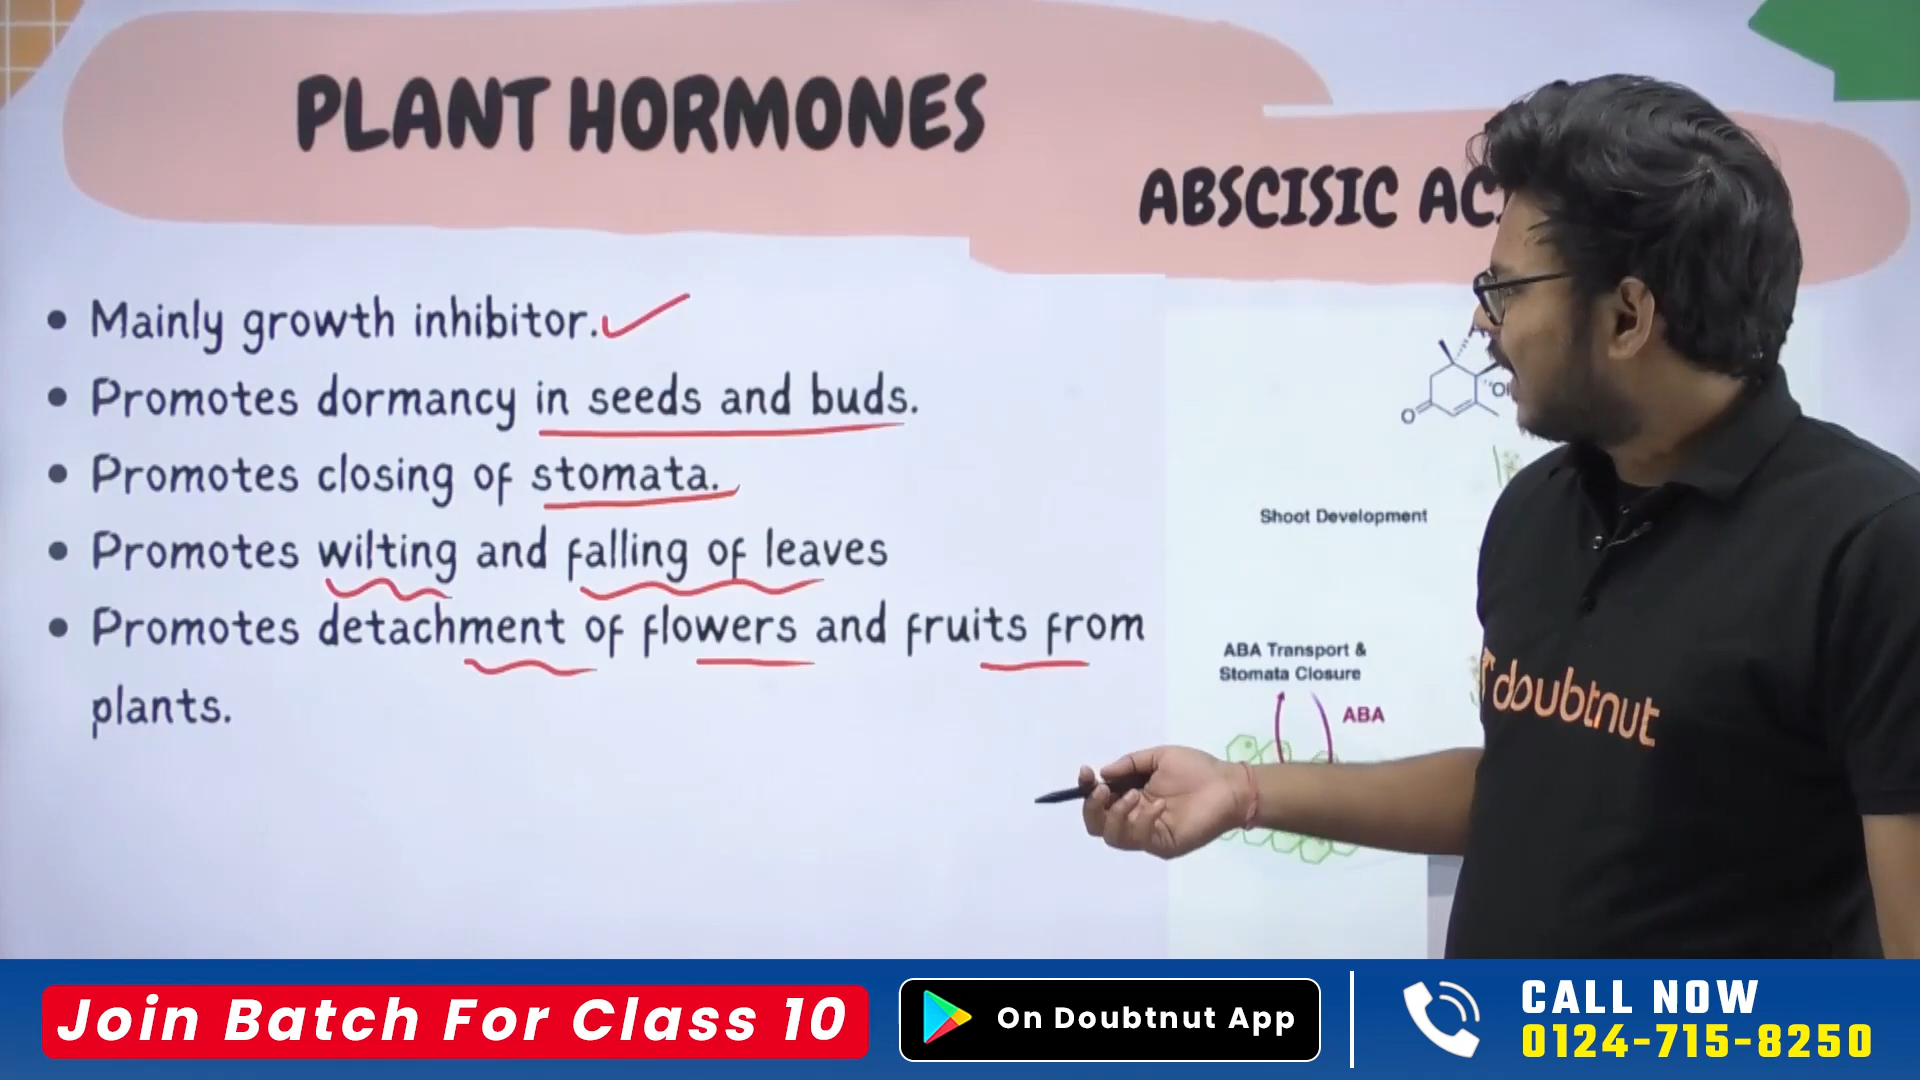 PLANT HORMONES
ABSCISIC
• Mainly growth inhibitor.
• Promotes dormancy in seeds and buds.
• Promotes closing of stomata.
• Promotes wilting and falling of leaves
• Promotes detachment of flowers and fruits from
plants.
O
Shoot Development
ABA Transport &
Stomata Closure
ABA
doubtnut
Join Batch For Class 10
On Doubtnut App
CALL NOW
0124-715-8250